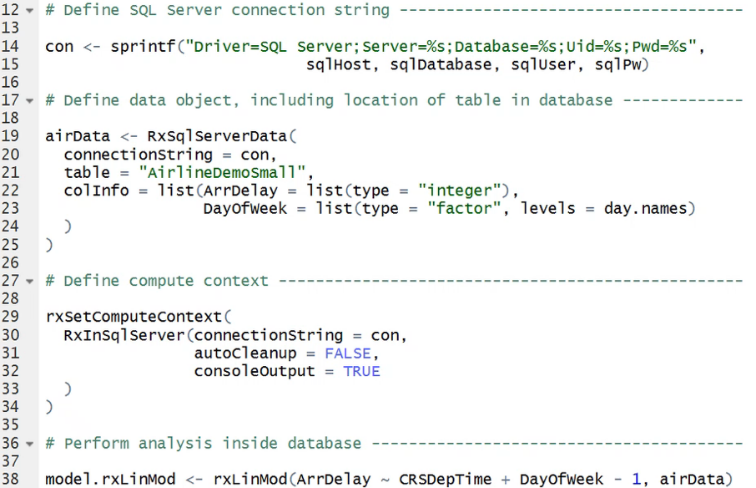 12 # Define SQL Server connection string --------------------------------------
13
14 con <- sprintf("Driver=SQL Server;Server=%s;Database=%s;Uid=%s;Pwd=%s",
15                             sqlHost, sqlDatabase, sqlUser, sqlPw)
16
17 # Define data object, including location of table in database -------------
18
19 airData <- RxSqlServerData(
20   connectionString = con,
21   table = "AirlineDemoSmall",
22   colInfo = list(ArrDelay = list(type = "integer"),
23                  DayOfWeek = list(type = "factor", levels = day.names)
24   )
25 )
26
27 # Define compute context ---------------------------------------------------
28
29 rxSetComputeContext(
30   RxInSqlServer(connectionString = con,
31                 autoCleanup = FALSE,
32                 consoleOutput = TRUE
33   )
34 )
35
36 # Perform analysis inside database -----------------------------------------
37
38 model.rxLinMod <- rxLinMod(ArrDelay ~ CRSDepTime + DayOfWeek - 1, airData)